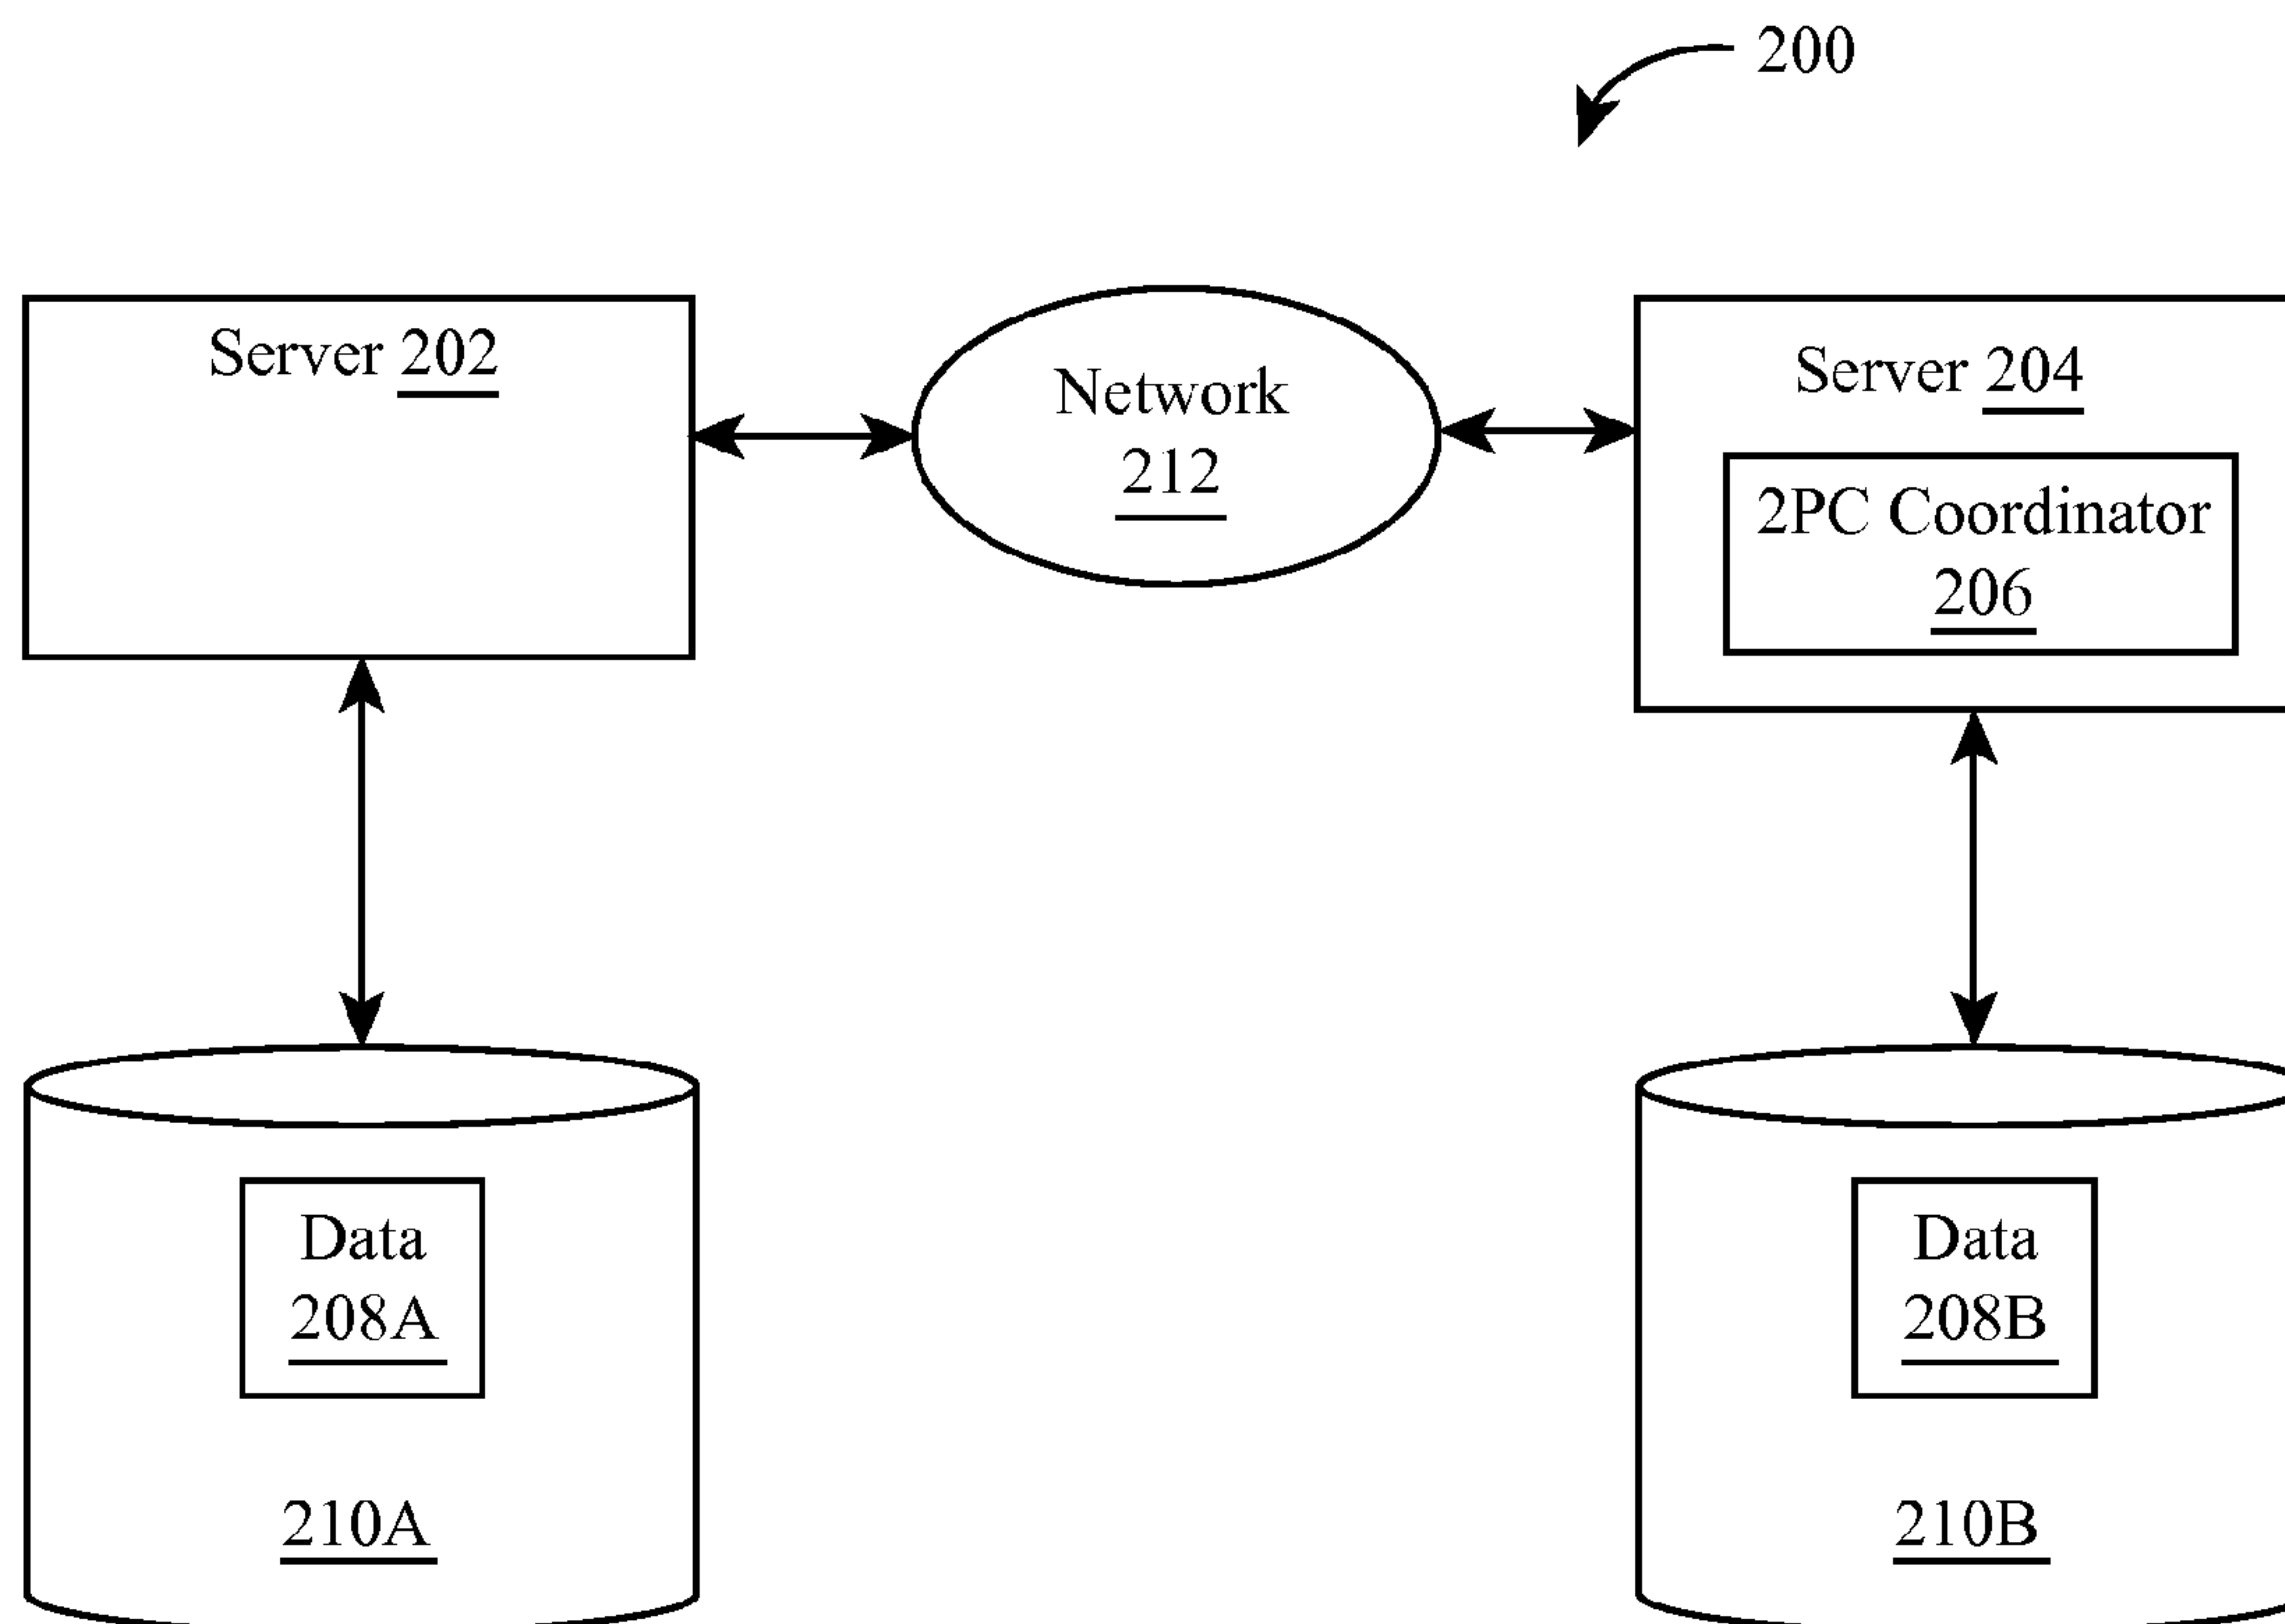 200
Server 202
Network
212
Server 204
2PC Coordinator
206
Data
208A
210A
Data
208B
210B